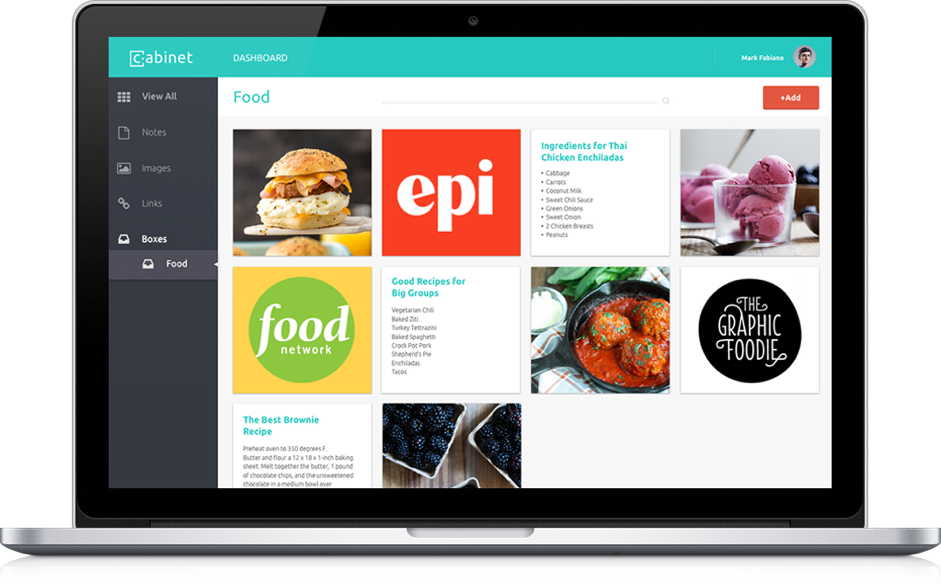 Cabinet
DASHBOARD
Mark Fabiano
View All
Notes
Images
Links
Boxes
Food
Food
+Add
epi
Ingredients for Thai
Chicken Enchiladas
• Cabbage
• Carrots
• Coconut Milk
• Sweet Chili Sauce
• Green Onions
• Sweet Onion
• 2 Chicken Breasts
• Peanuts
food
network
Good Recipes for
Big Groups
Vegetarian Chili
Baked Ziti
Turkey Tettrazini
Baked Spaghetti
Crock Pot Pork
Shepherd's Pie
Enchiladas
Tacos
THE
GRAPHIC
FOODIE
The Best Brownie
Recipe
Preheat oven to 350 degrees F.
Butter and flour a 12 x 18 x 1-inch baking
sheet. Melt together the butter, 1 pound
of chocolate chips, and the unsweetened
chocolate in a medium bowl over